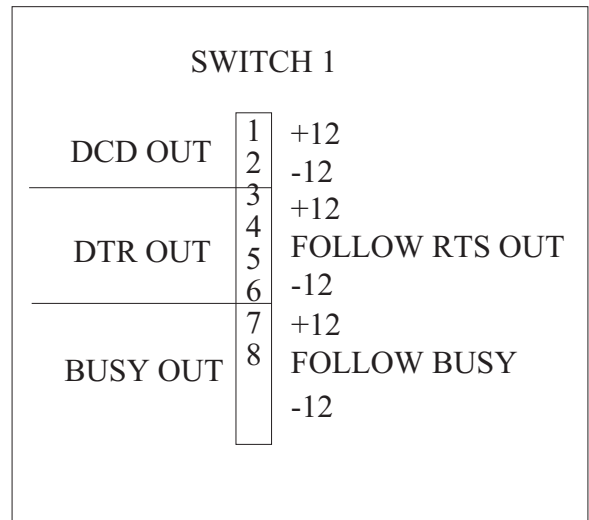 SWITCH 1
DCD OUT 1 +12
2 -12
3 +12
DTR OUT 4 FOLLOW RTS OUT
5
6 -12
7 +12
BUSY OUT 8 FOLLOW BUSY
-12